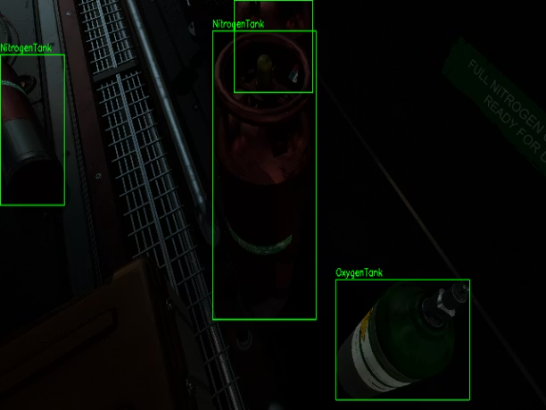 NitrogenTank
NitrogenTank
FULL NITROGEN
READY FOR
OxygenTank